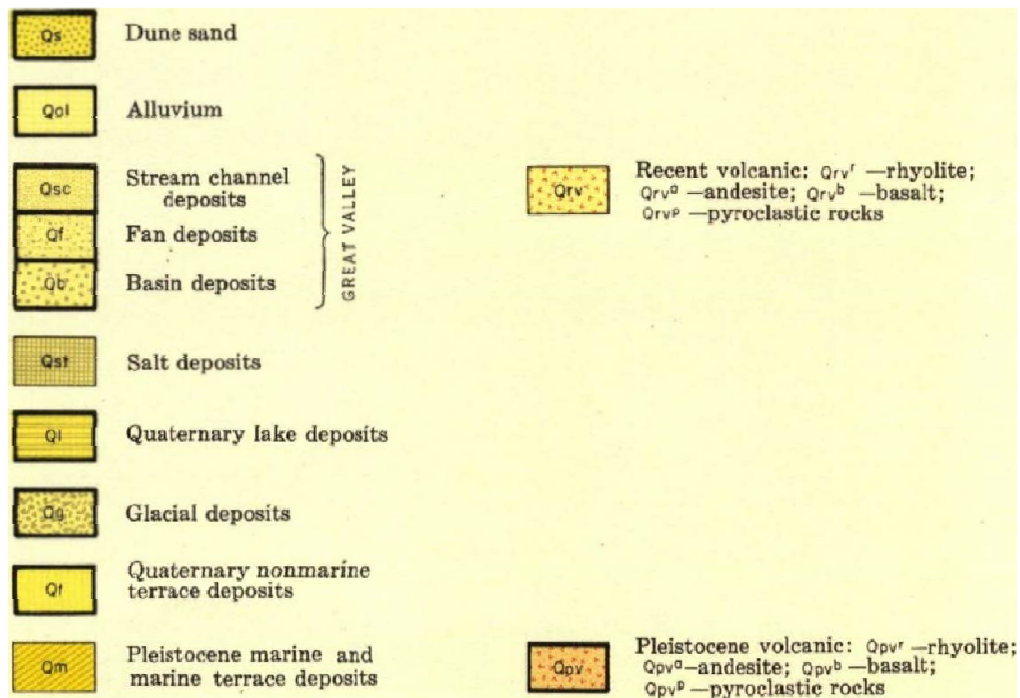 Qs Dune sand
Qal Alluvium
Qsc Stream channel
deposits
Qf Fan deposits
Qb Basin deposits
GREAT VALLEY
Qst Salt deposits
Ql Quaternary lake deposits
Qg Glacial deposits
Qt Quaternary nonmarine
terrace deposits
Qm Pleistocene marine and
marine terrace deposits
Qrv Recent volcanic: Qrvʳ —rhyolite;
Qrvᵃ —andesite; Qrvᵇ —basalt;
Qrvᵖ —pyroclastic rocks
Qpv Pleistocene volcanic: Qpvʳ —rhyolite;
Qpvᵃ—andesite; Qpvᵇ —basalt;
Qpvᵖ —pyroclastic rocks